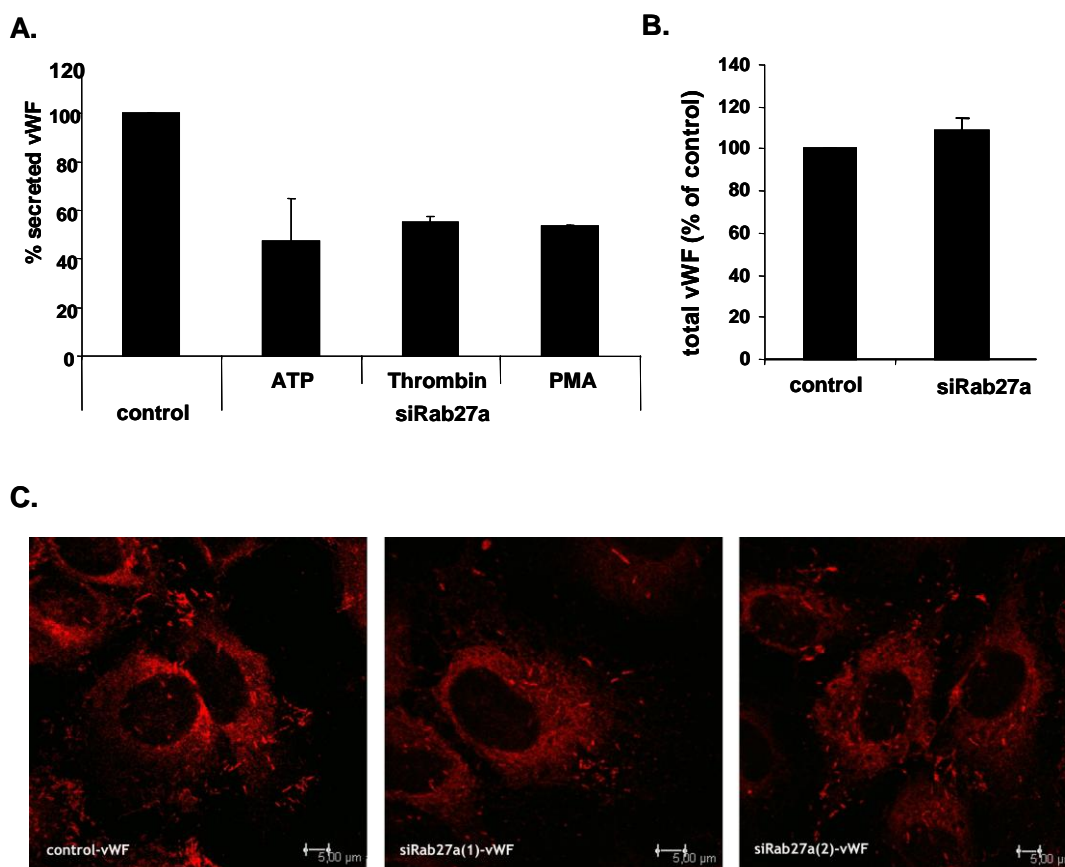 A.
% secreted vWF
120
100
80
60
40
20
0
ATP
Thrombin
PMA
control
siRab27a
B.
total vWF (% of control)
140
120
100
80
60
40
20
0
control
siRab27a
C.
control-vWF
5,00 µm
siRab27a(1)-vWF
5,00 µm
siRab27a(2)-vWF
5,00 µm